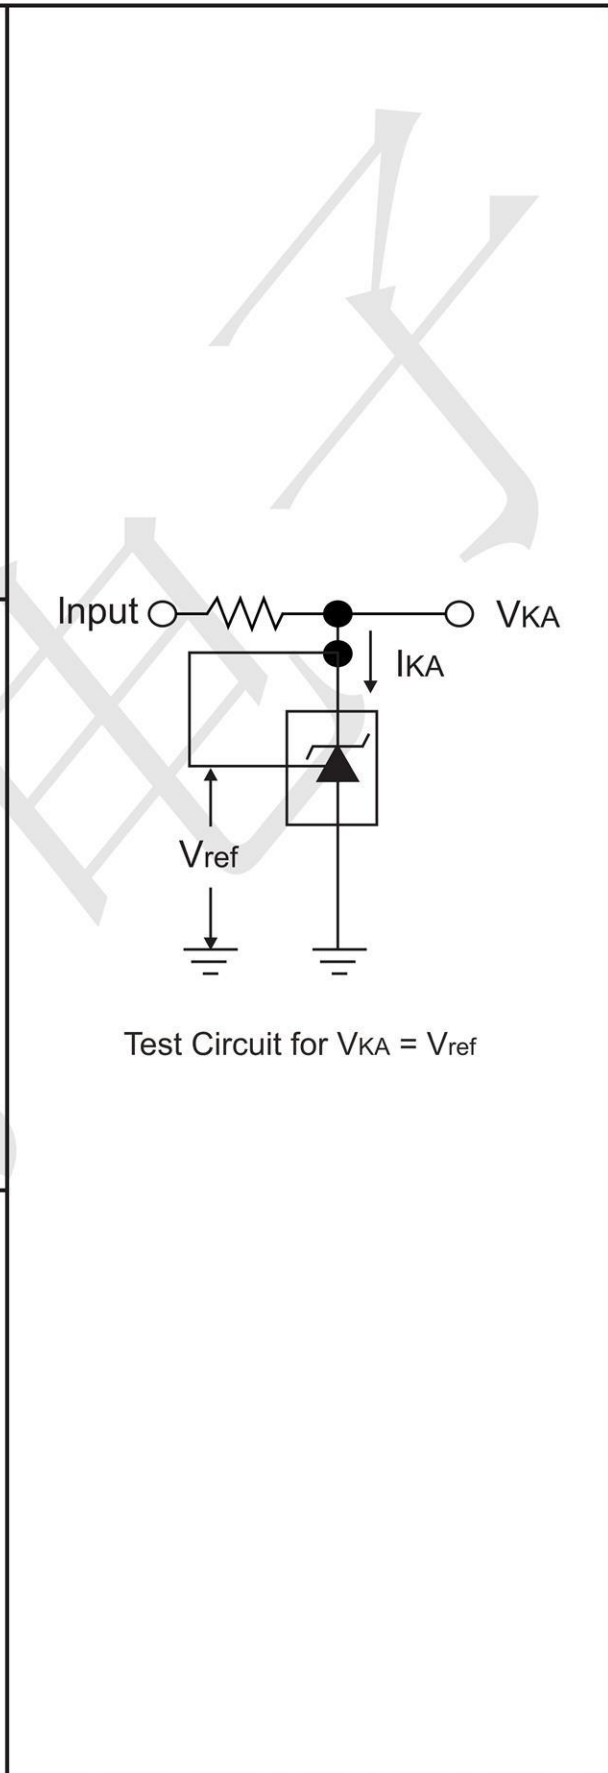 Input
VKA
IKA
Vref
Test Circuit for VKA = Vref